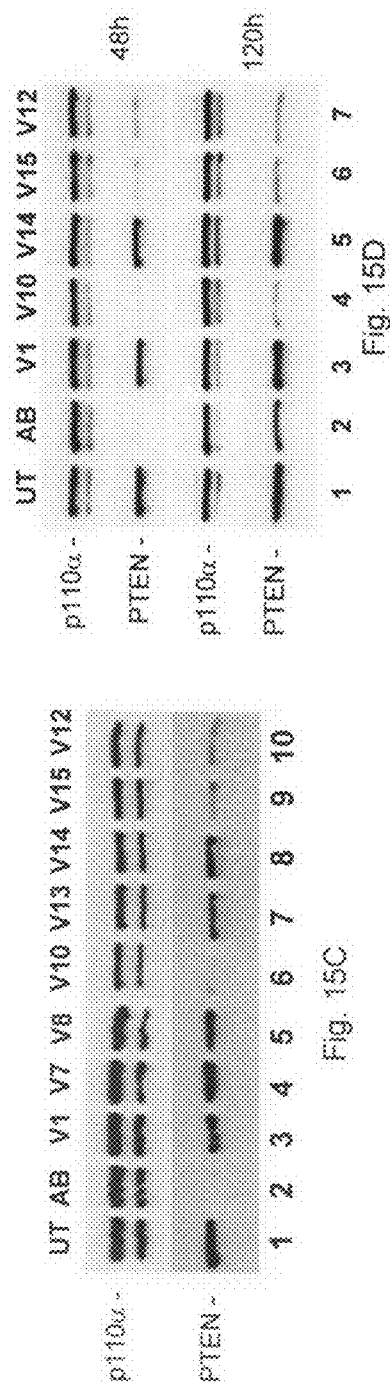 UT AB V1 V7 V8 V10 V13 V14 V15 V12
p110α -
PTEN -
1 2 3 4 5 6 7 8 9 10
Fig. 15C
UT AB V1 V10 V14 V15 V12
p110α -
48h
PTEN -
p110α -
120h
PTEN -
1 2 3 4 5 6 7
Fig. 15D